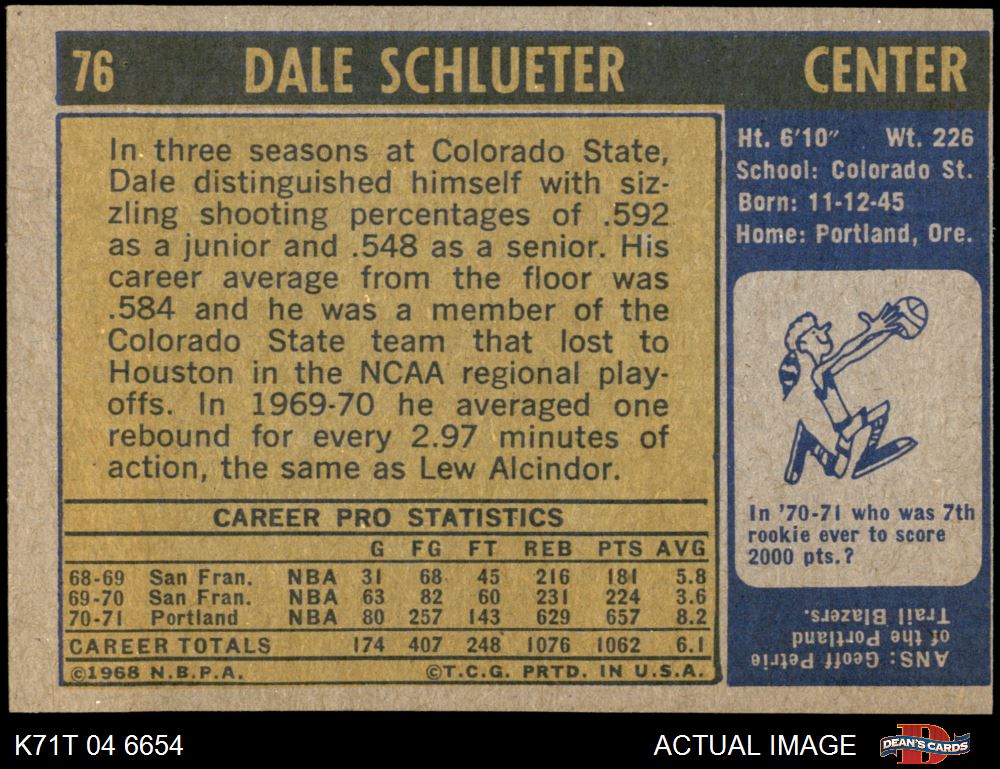 76 DALE SCHLUETER CENTER
In three seasons at Colorado State,
Dale distinguished himself with siz-
zling shooting percentages of .592
as a junior and .548 as a senior. His
career average from the floor was
.584 and he was a member of the
Colorado State team that lost to
Houston in the NCAA regional play-
offs. In 1969-70 he averaged one
rebound for every 2.97 minutes of
action, the same as Lew Alcindor.
CAREER PRO STATISTICS
G FG FT REB PTS AVG
68-69 San Fran. NBA 31 68 45 216 181 5.8
69-70 San Fran. NBA 63 82 60 231 224 3.6
70-71 Portland NBA 80 257 143 629 657 8.2
CAREER TOTALS 174 407 248 1076 1062 6.1
©1968 N.B.P.A. ©T.C.G. PRTD. IN U.S.A.
Ht. 6'10" Wt. 226
School: Colorado St.
Born: 11-12-45
Home: Portland, Ore.
In '70-71 who was 7th
rookie ever to score
2000 pts.?
ANS: Geoff Petrie
of the Portland
Trail Blazers.
K71T 04 6654 ACTUAL IMAGE DEAN'S CARDS